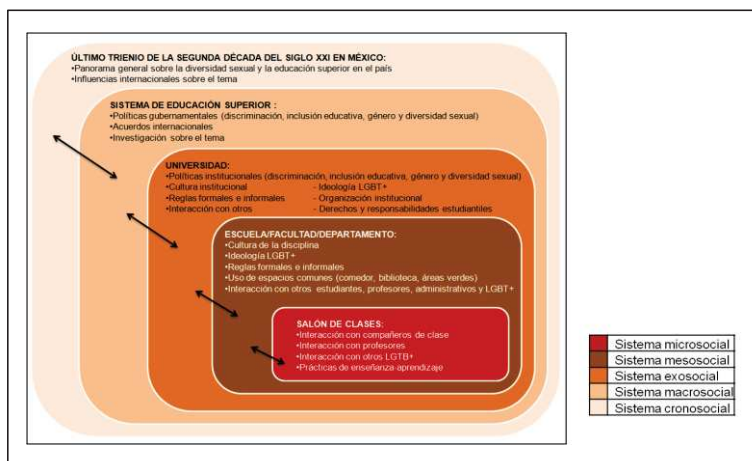 ÚLTIMO TRIENIO DE LA SEGUNDA DÉCADA DEL SIGLO XXI EN MÉXICO:
•Panorama general sobre la diversidad sexual y la educación superior en el país
•Influencias internacionales sobre el tema
SISTEMA DE EDUCACIÓN SUPERIOR :
•Políticas gubernamentales (discriminación, inclusión educativa, género y diversidad sexual)
•Acuerdos internacionales
•Investigación sobre el tema
UNIVERSIDAD:
•Políticas institucionales (discriminación, inclusión educativa, género y diversidad sexual)
•Cultura institucional - Ideología LGBT+
•Reglas formales e informales - Organización institucional
•Interacción con otros - Derechos y responsabilidades estudiantiles
ESCUELA/FACULTAD/DEPARTAMENTO:
•Cultura de la disciplina
•Ideología LGBT+
•Reglas formales e informales
•Uso de espacios comunes (comedor, biblioteca, áreas verdes)
•Interacción con otros estudiantes, profesores, administrativos y LGBT+
SALÓN DE CLASES:
•Interacción con compañeros de clase
•Interacción con profesores
•Interacción con otros LGTB+
•Prácticas de enseñanza aprendizaje
Sistema microsocial
Sistema mesosocial
Sistema exosocial
Sistema macrosocial
Sistema cronosocial